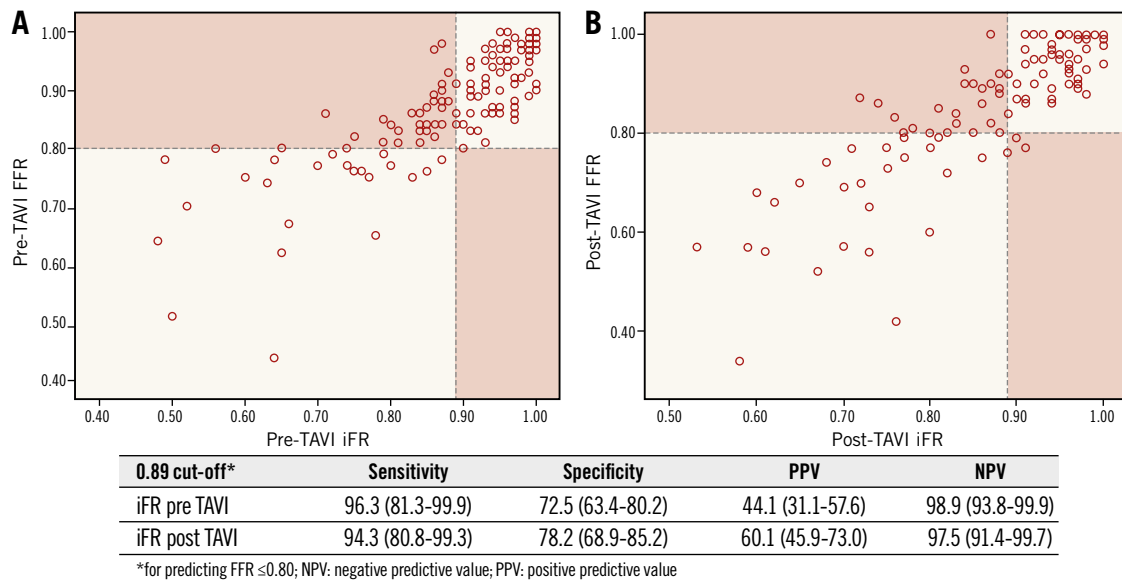 A
B
1.00
0.90
0.80
0.70
0.60
0.50
0.40
Pre-TAVI FFR
0.40 0.50 0.60 0.70 0.80 0.90 1.00
Pre-TAVI iFR
1.00
0.80
0.60
0.40
Post-TAVI FFR
0.50 0.60 0.70 0.80 0.90 1.00
Post-TAVI iFR
0.89 cut-off* Sensitivity Specificity PPV NPV
iFR pre TAVI 96.3 (81.3-99.9) 72.5 (63.4-80.2) 44.1 (31.1-57.6) 98.9 (93.8-99.9)
iFR post TAVI 94.3 (80.8-99.3) 78.2 (68.9-85.2) 60.1 (45.9-73.0) 97.5 (91.4-99.7)
*for predicting FFR ≤0.80; NPV: negative predictive value; PPV: positive predictive value